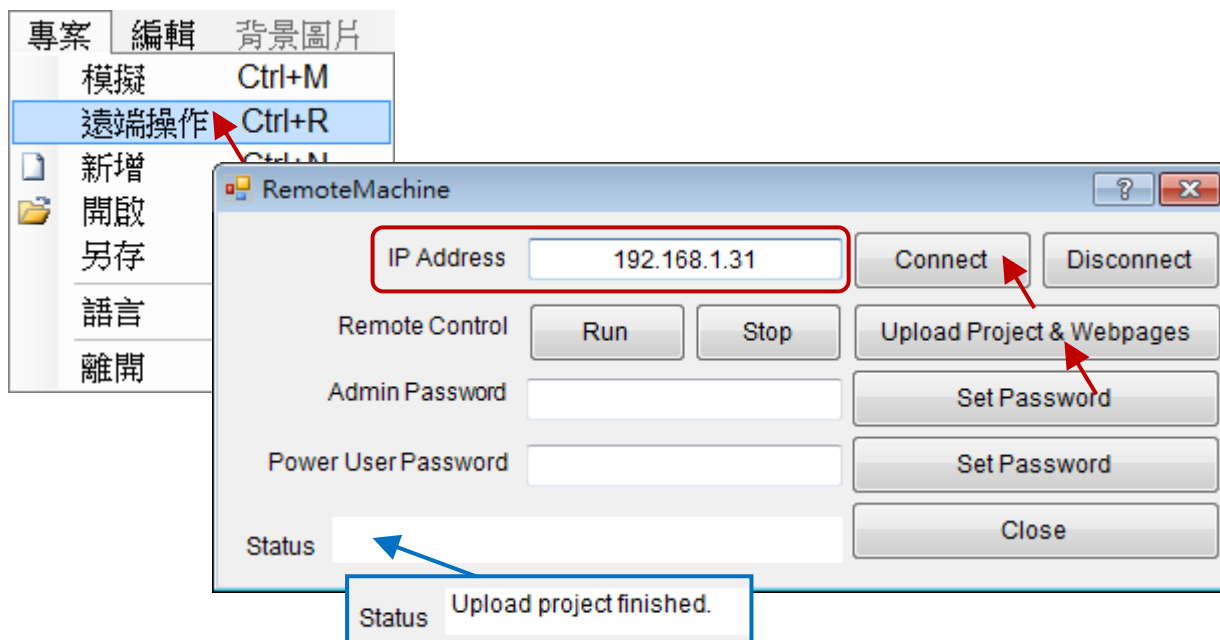 專案 編輯 背景圖片
模擬 Ctrl+M
遠端操作 Ctrl+R
新增 Ctrl+N
開啟
另存
語言
離開
RemoteMachine
IP Address 192.168.1.31 Connect Disconnect
Remote Control Run Stop Upload Project & Webpages
Admin Password Set Password
Power User Password Set Password
Status Close
Status Upload project finished.